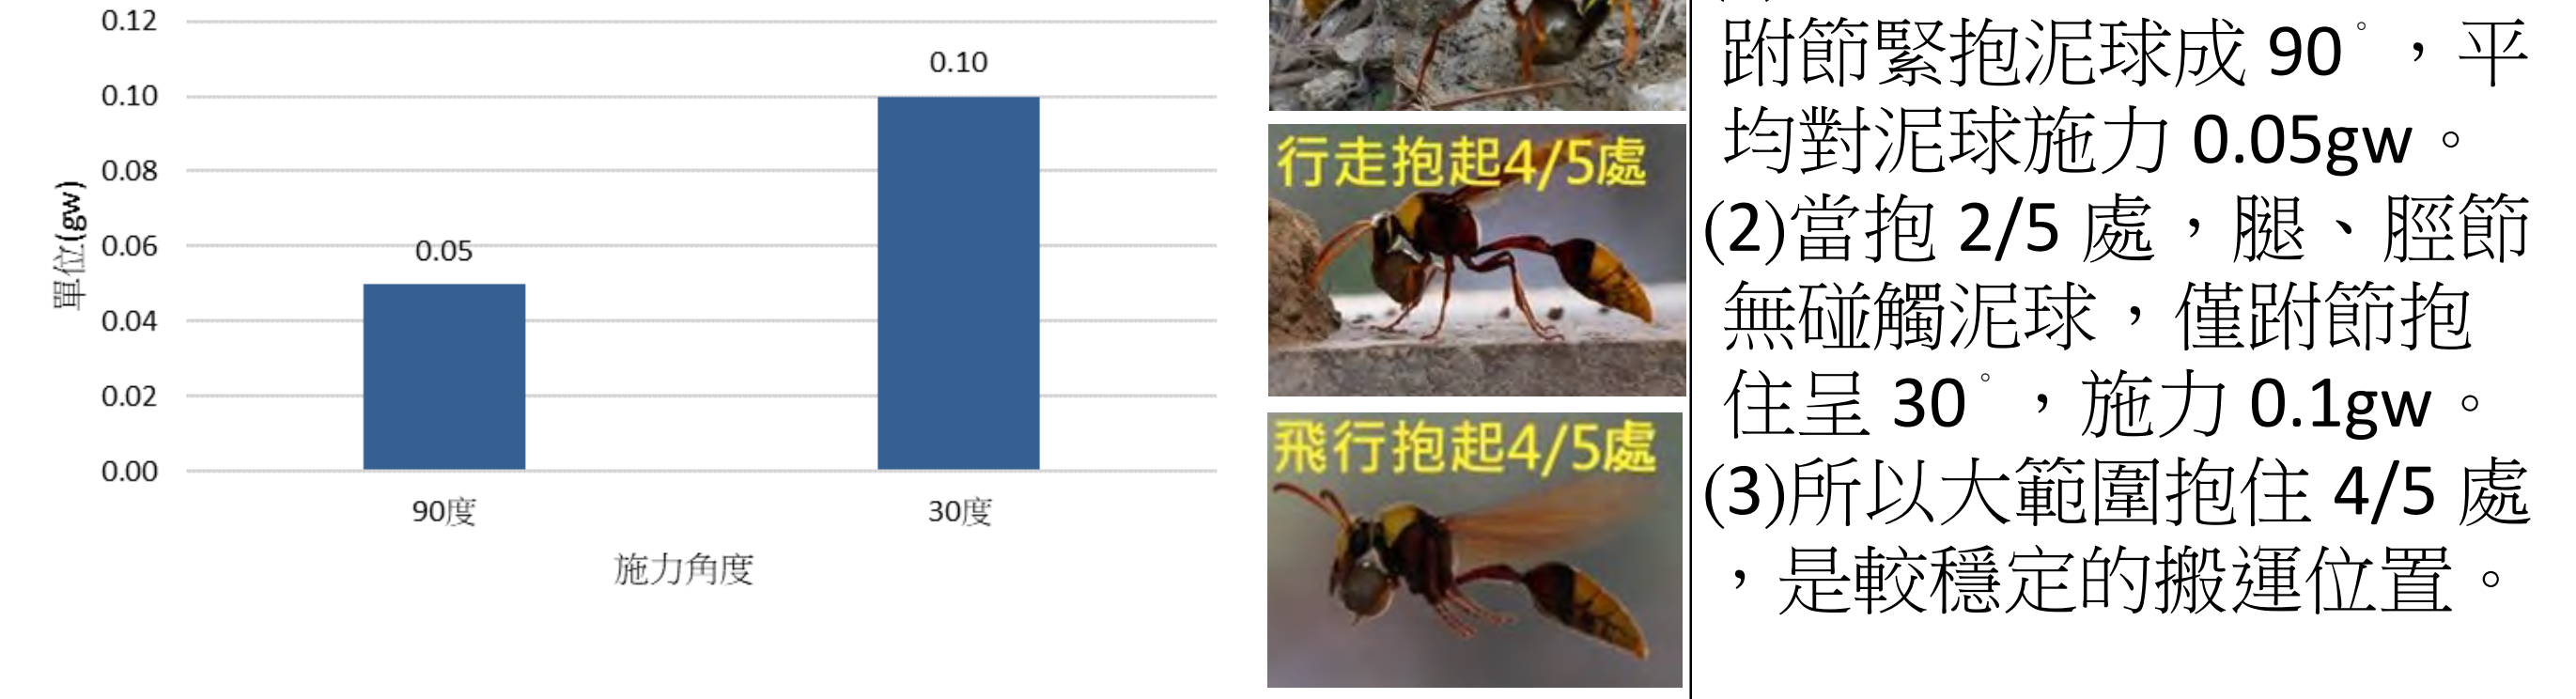 0.12
0.10
0.08
0.06
0.04
0.02
0.00
單位(gw)
0.05
0.10
90度
30度
施力角度
行走抱起4/5處
飛行抱起4/5處
跗節緊抱泥球成 90°，平
均對泥球施力 0.05gw。
(2)當抱 2/5 處，腿、脛節
無碰觸泥球，僅跗節抱
住呈 30°，施力 0.1gw。
(3)所以大範圍抱住 4/5 處
，是較穩定的搬運位置。